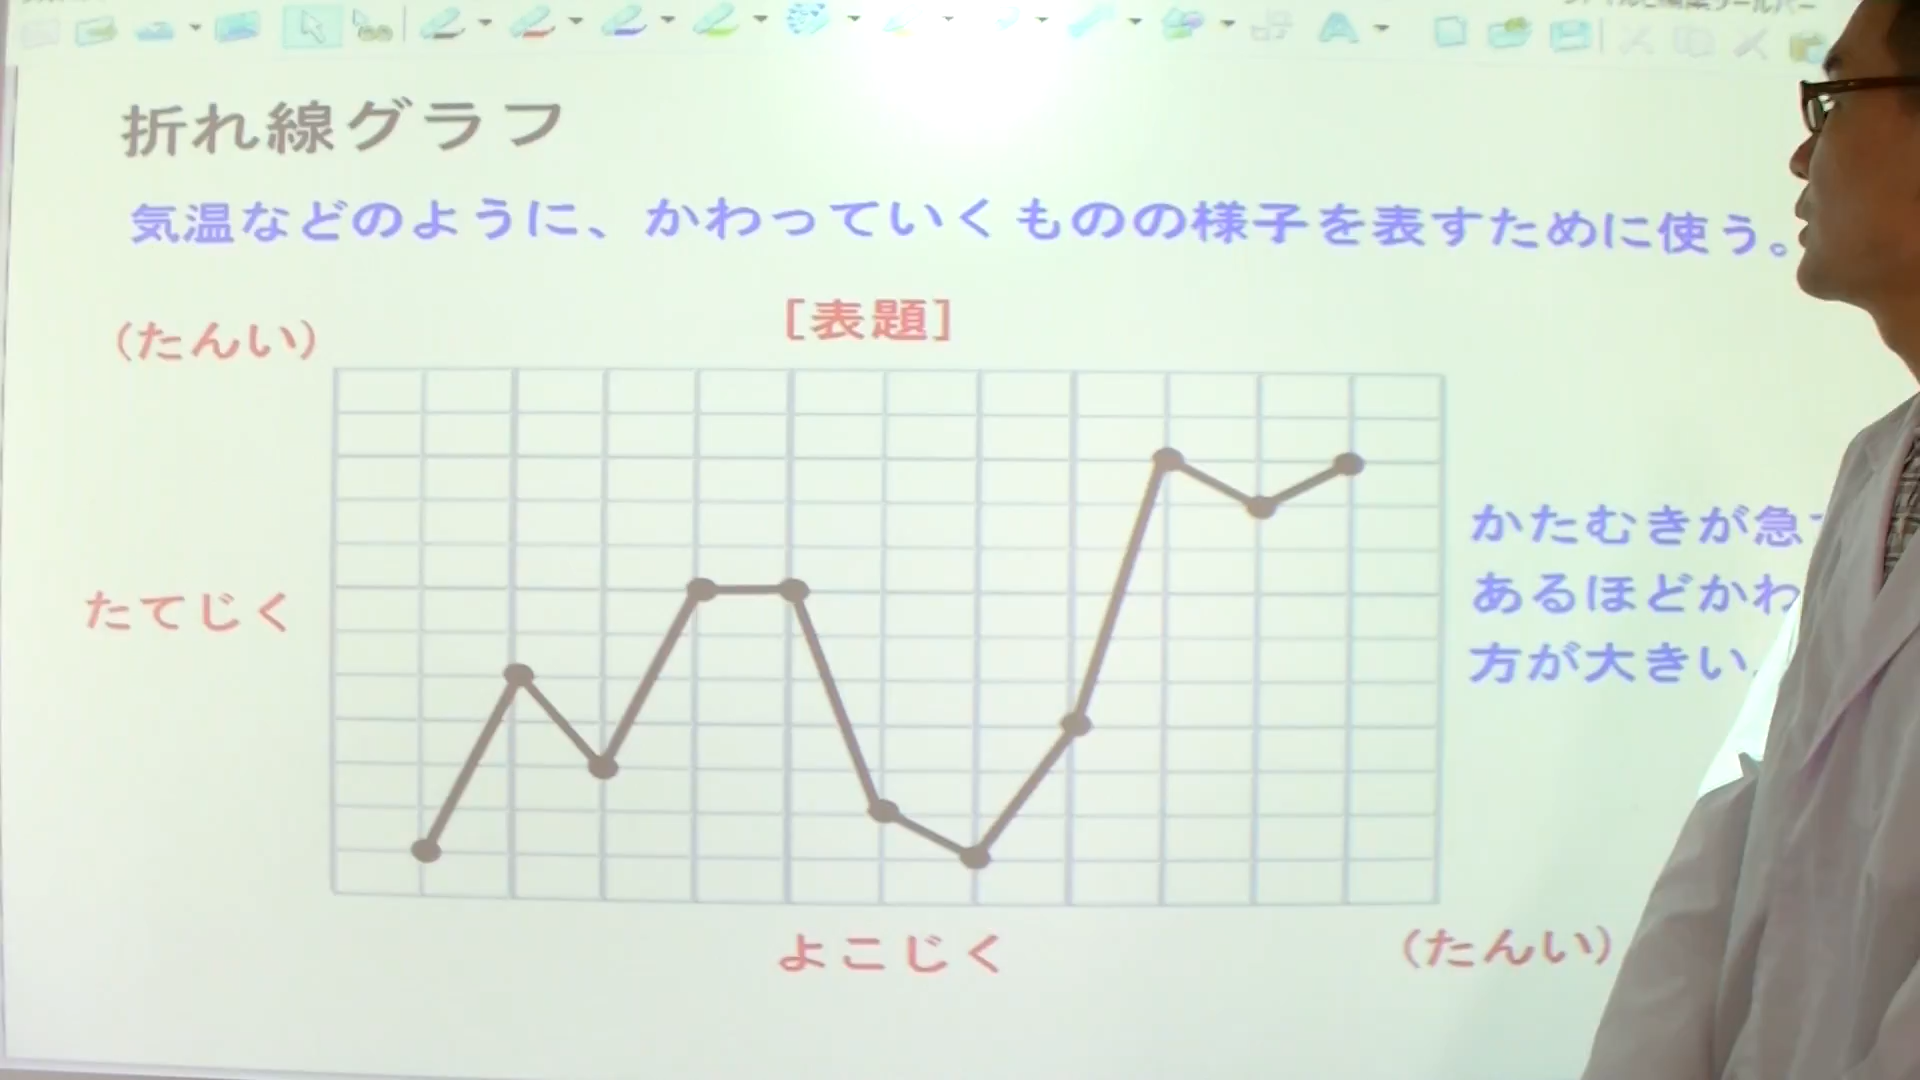 折れ線グラフ
気温などのように、かわっていくものの様子を表すために使う。
(たんい)
[表題]
たてじく
かたむきが急
あるほどかわ
方が大きい
よこじく
(たんい)